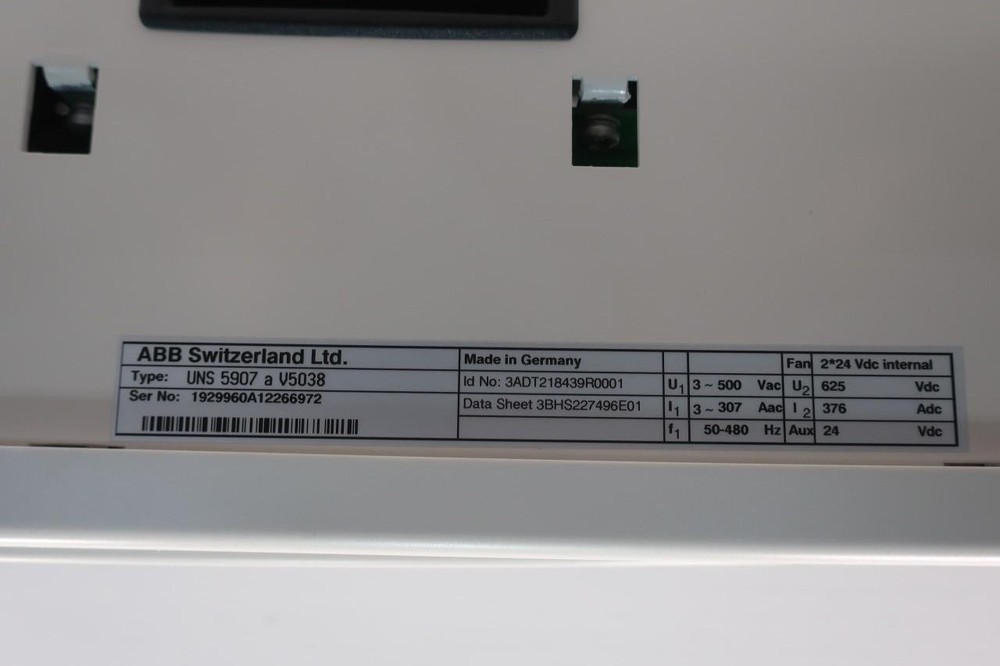 ABB Switzerland Ltd.
Type: UNS 5907 a V5038
Ser No: 1929960A12266972
Made in Germany
Id No: 3ADT218439R0001
Data Sheet 3BHS227496E01
Fan 2*24 Vdc internal
U1 3 ~ 500 Vac U2 625 Vdc
I1 3 ~ 307 Aac I2 376 Adc
f1 50-480 Hz Aux 24 Vdc